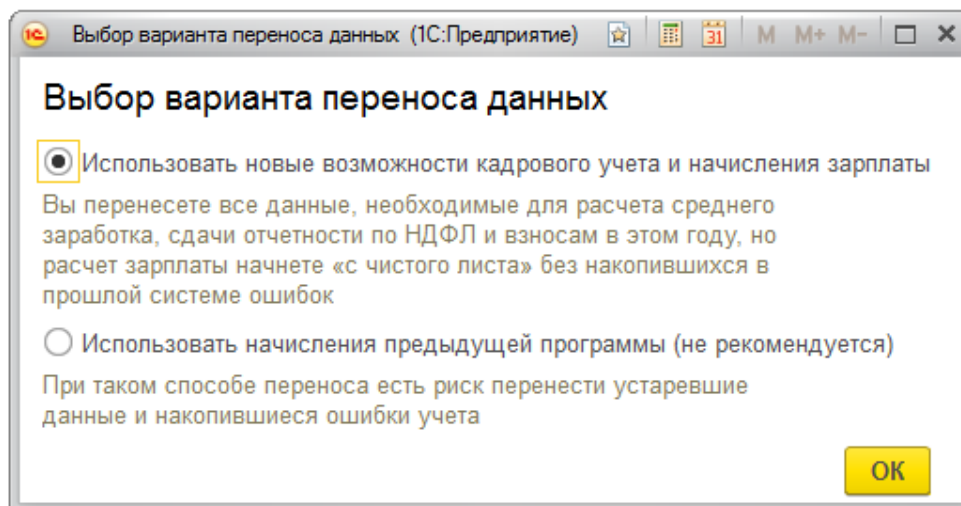 1С Выбор варианта переноса данных (1С:Предприятие) 31 M M+ M-
Выбор варианта переноса данных
Использовать новые возможности кадрового учета и начисления зарплаты
Вы перенесете все данные, необходимые для расчета среднего
заработка, сдачи отчетности по НДФЛ и взносам в этом году, но
расчет зарплаты начнете «с чистого листа» без накопившихся в
прошлой системе ошибок
Использовать начисления предыдущей программы (не рекомендуется)
При таком способе переноса есть риск перенести устаревшие
данные и накопившиеся ошибки учета
ОК